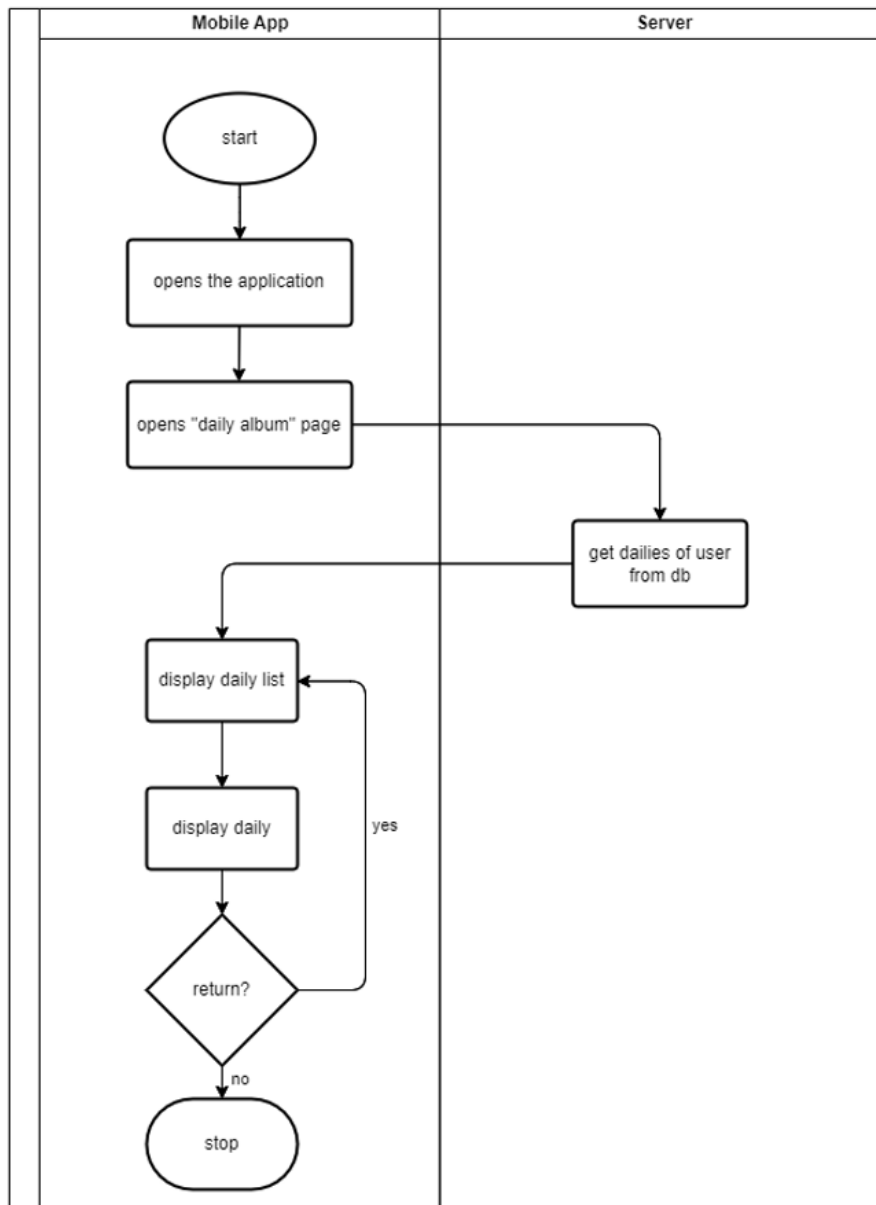 Mobile App
Server
start
opens the application
opens "daily album" page
get dailies of user
from db
display daily list
display daily
yes
return?
no
stop